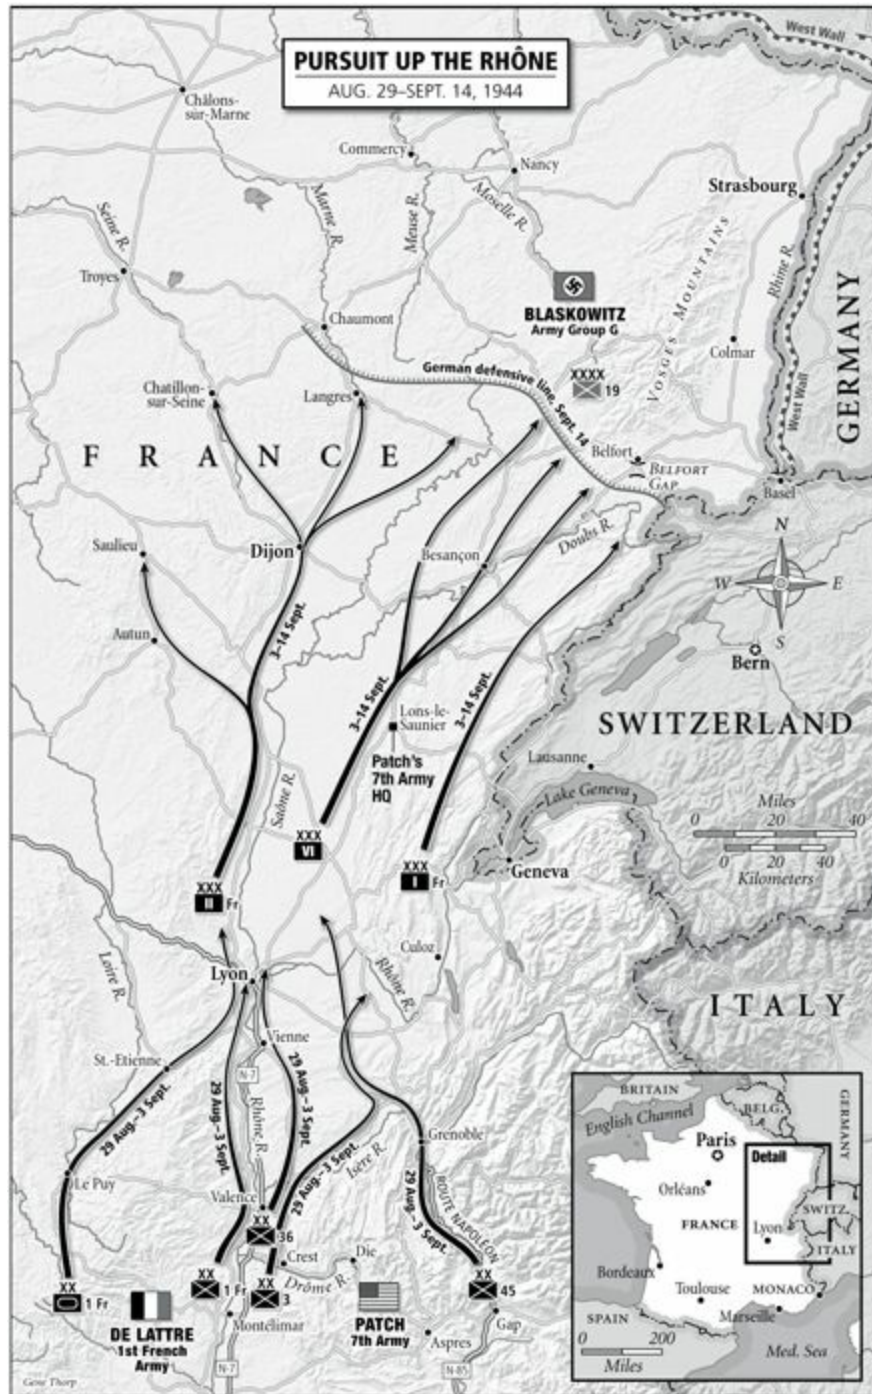 PURSUIT UP THE RHÔNE
AUG. 29–SEPT. 14, 1944
West Wall
Châlons-
sur-Marne
Commercy
Nancy
Strasbourg
Seine R.
Marne R.
Meuse R.
Moselle R.
Rhine R.
VOSGES MOUNTAINS
Troyes
BLASKOWITZ
Army Group G
Chaumont
Colmar
GERMANY
German defensive line, Sept. 14
XXXX
19
West Wall
Chatillon-
sur-Seine
Langres
FRANCE
Belfort
BELFORT
GAP
Basel
Saulieu
Dijon
Besançon
Doubs R.
N
W
E
S
Autun
3–14 Sept.
Bern
3–14 Sept.
Lons-le-
Saunier
3–14 Sept.
SWITZERLAND
Patch's
7th Army
HQ
Lausanne
Saône R.
Lake Geneva
Miles
0 20 40
0 20 40
Kilometers
XXX
VI
XXX
I Fr
Geneva
XXX
II Fr
Culoz
Loire R.
Lyon
Rhône R.
ITALY
Vienne
St.-Etienne
N-7
29 Aug.–3 Sept.
29 Aug.–3 Sept.
Rhône R.
29 Aug.–3 Sept.
29 Aug.–3 Sept.
Isère R.
Grenoble
Le Puy
Valence
ROUTE NAPOLÉON
29 Aug.–3 Sept.
XX
36
Crest
Die
Drôme R.
XX
1 Fr
XX
1 Fr
XX
3
XX
45
DE LATTRE
1st French
Army
Montélimar
PATCH
7th Army
Gap
Aspres
N-7
N-85
Gene Thorp
BRITAIN
English Channel
BELG.
GERMANY
Paris
Detail
Orléans
FRANCE
SWITZ.
Lyon
ITALY
Bordeaux
Toulouse
MONACO
Marseille
SPAIN
0 200
Miles
Med. Sea